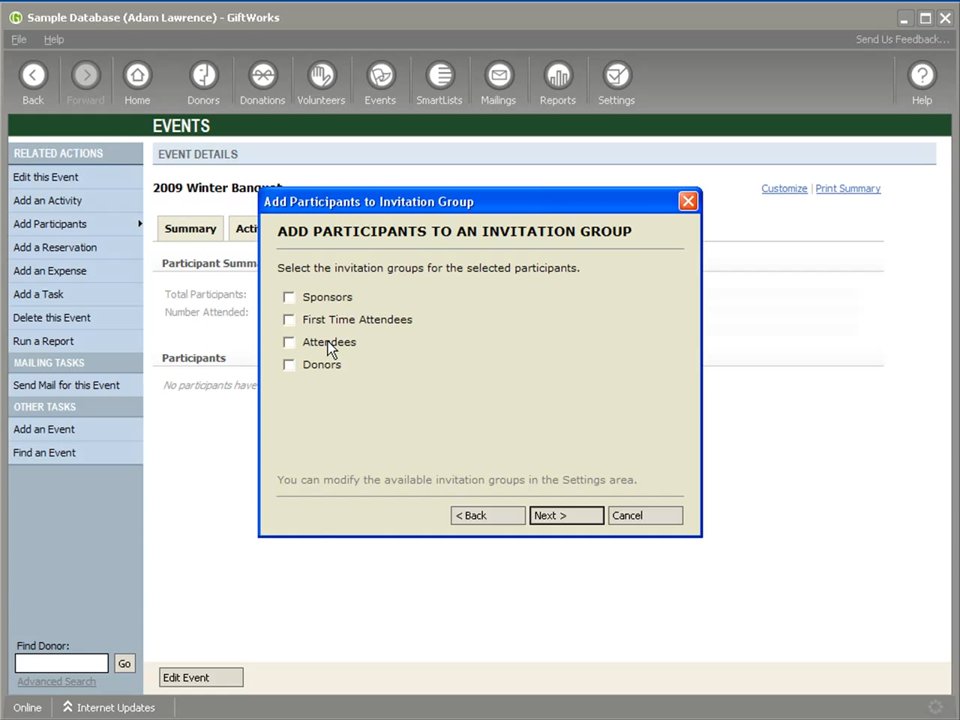 Sample Database (Adam Lawrence) - GiftWorks
File Help Send Us Feedback...
Back Forward Home Donors Donations Volunteers Events SmartLists Mailings Reports Settings Help
EVENTS
RELATED ACTIONS
Edit this Event
Add an Activity
Add Participants
Add a Reservation
Add an Expense
Add a Task
Delete this Event
Run a Report
MAILING TASKS
Send Mail for this Event
OTHER TASKS
Add an Event
Find an Event
Find Donor:
Go
Advanced Search
EVENT DETAILS
2009 Winter Banquet
Customize | Print Summary
Summary
Participant Summ
Total Participants:
Number Attended:
Participants
No participants have
Add Participants to Invitation Group
ADD PARTICIPANTS TO AN INVITATION GROUP
Select the invitation groups for the selected participants.
Sponsors
First Time Attendees
Attendees
Donors
You can modify the available invitation groups in the Settings area.
< Back Next > Cancel
Edit Event
Online Internet Updates